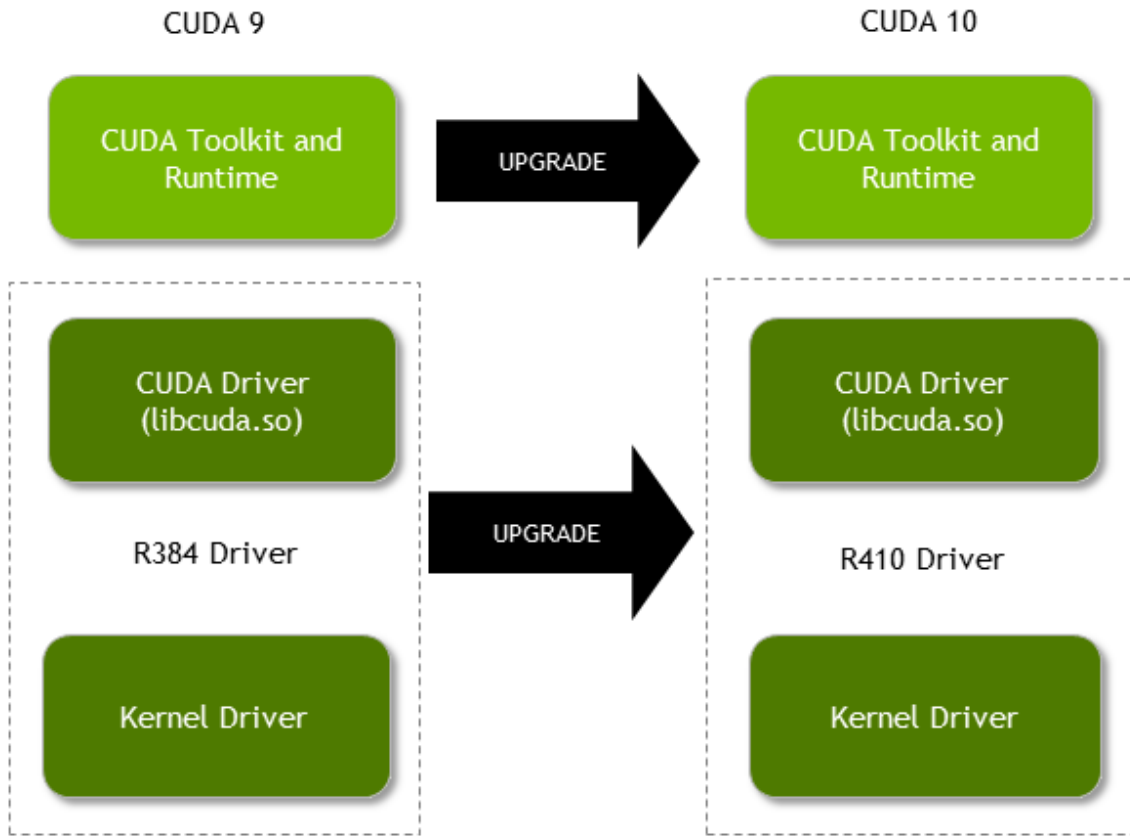 CUDA 9
CUDA 10
CUDA Toolkit and
Runtime
UPGRADE
CUDA Toolkit and
Runtime
CUDA Driver
(libcuda.so)
CUDA Driver
(libcuda.so)
R384 Driver
UPGRADE
R410 Driver
Kernel Driver
Kernel Driver